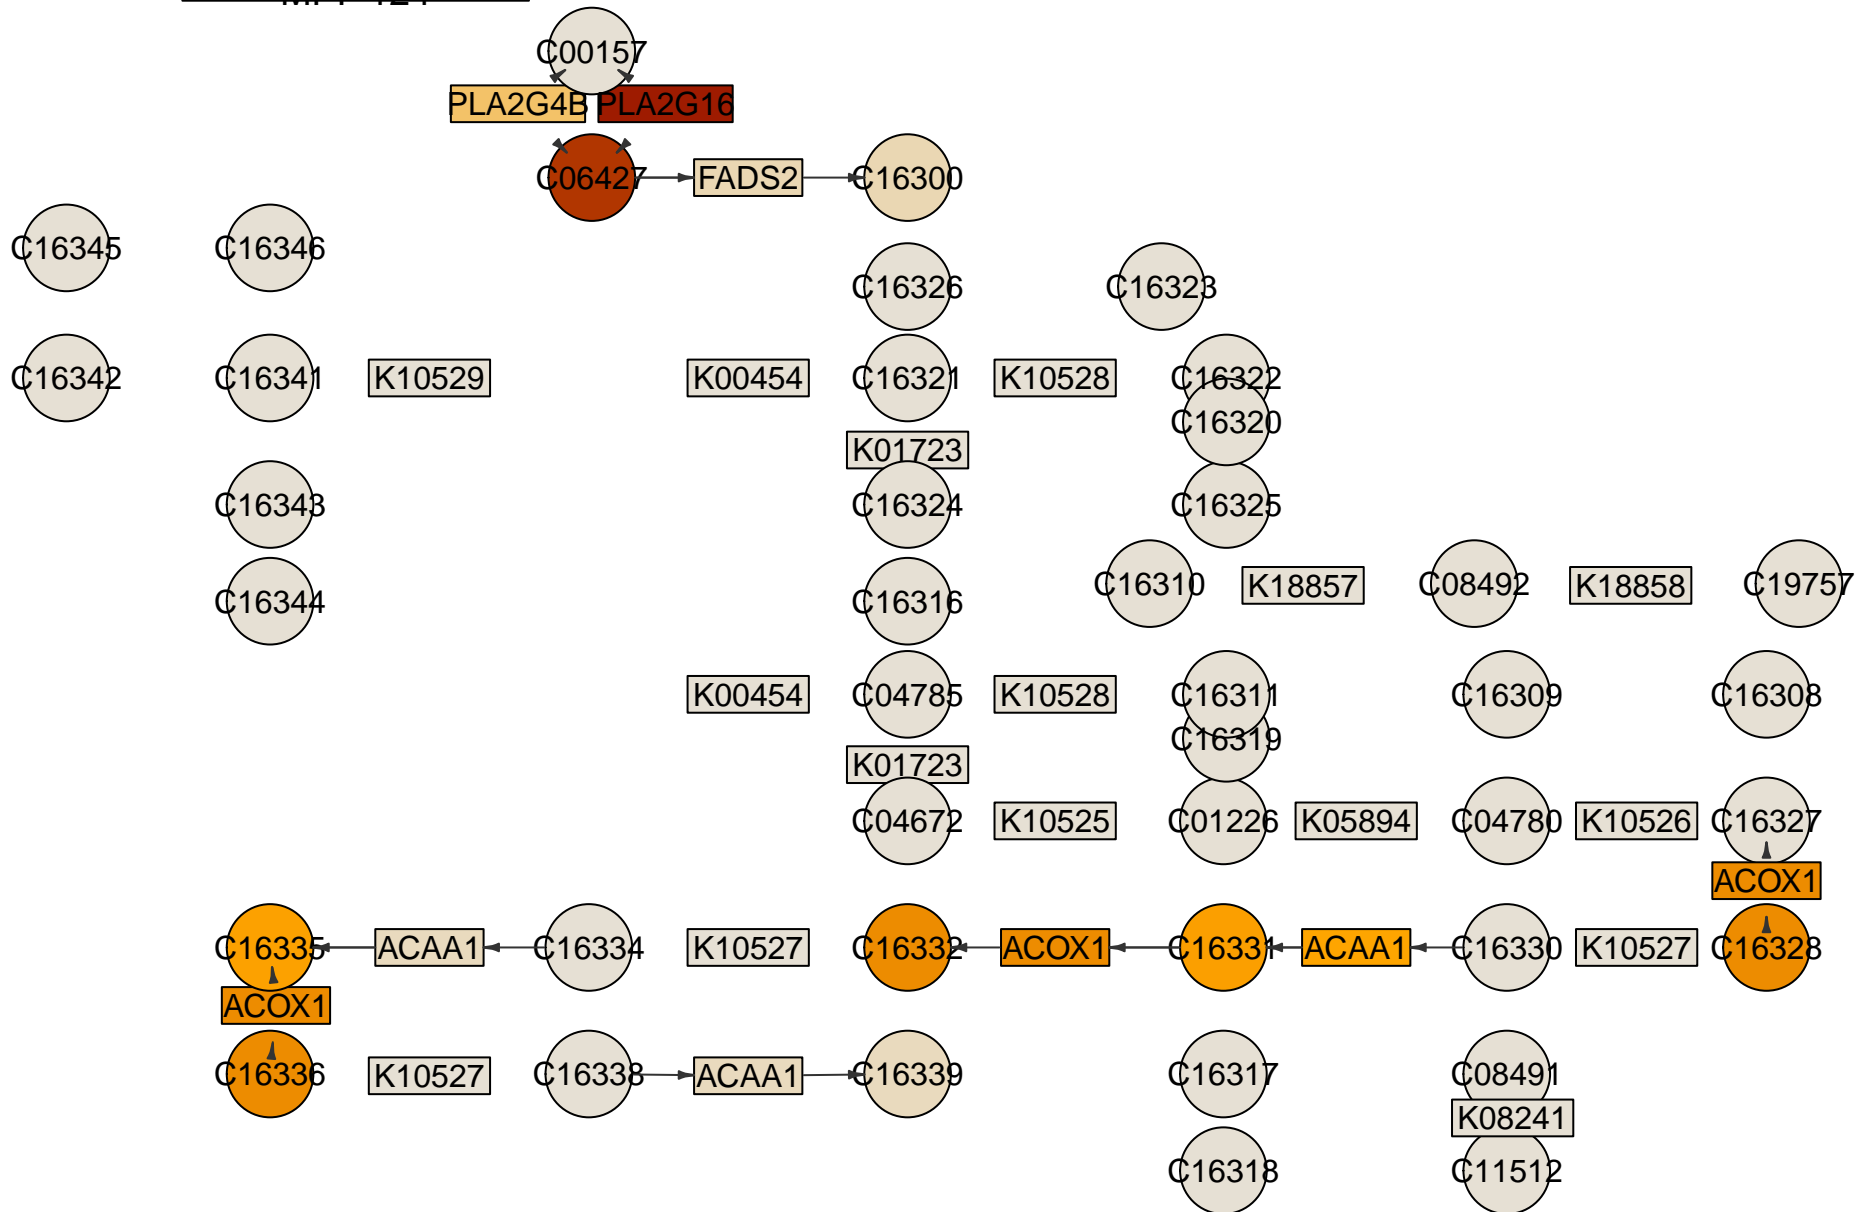 C00157
PLA2G4B PLA2G16
C06427 FADS2 C16300
C16345 C16346
C16326 C16323
C16342 C16341 K10529 K00454 C16321 K10528 C16322
C16320
K01723
C16343 C16324 C16325
C16310 K18857 C08492 K18858 C19757
C16344 C16316
K00454 C04785 K10528 C16311 C16309 C16308
C16319
K01723
C04672 K10525 C01226 K05894 C04780 K10526 C16327
ACOX1
C16335 ACAA1 C16334 K10527 C16332 ACOX1 C16331 ACAA1 C16330 K10527 C16328
ACOX1
C16336 K10527 C16338 ACAA1 C16339 C16317 C08491
K08241
C16318 C11512